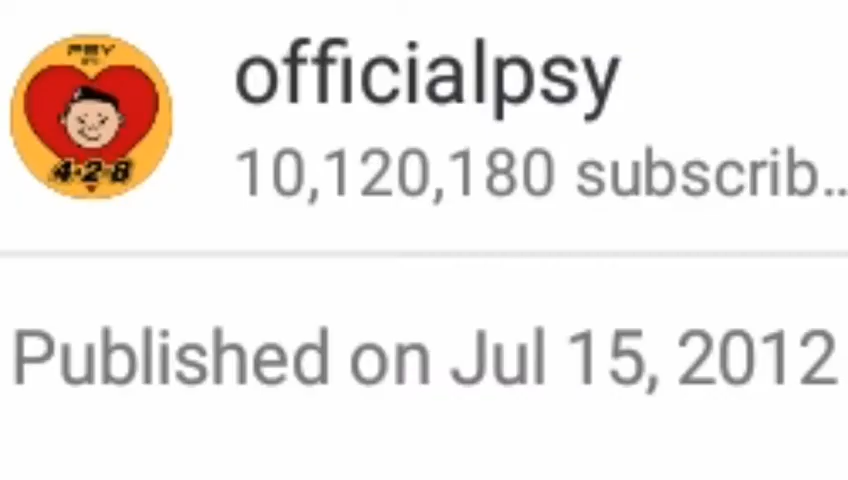 PSY
officialpsy
10,120,180 subscrib...
4·2·8
Published on Jul 15, 2012